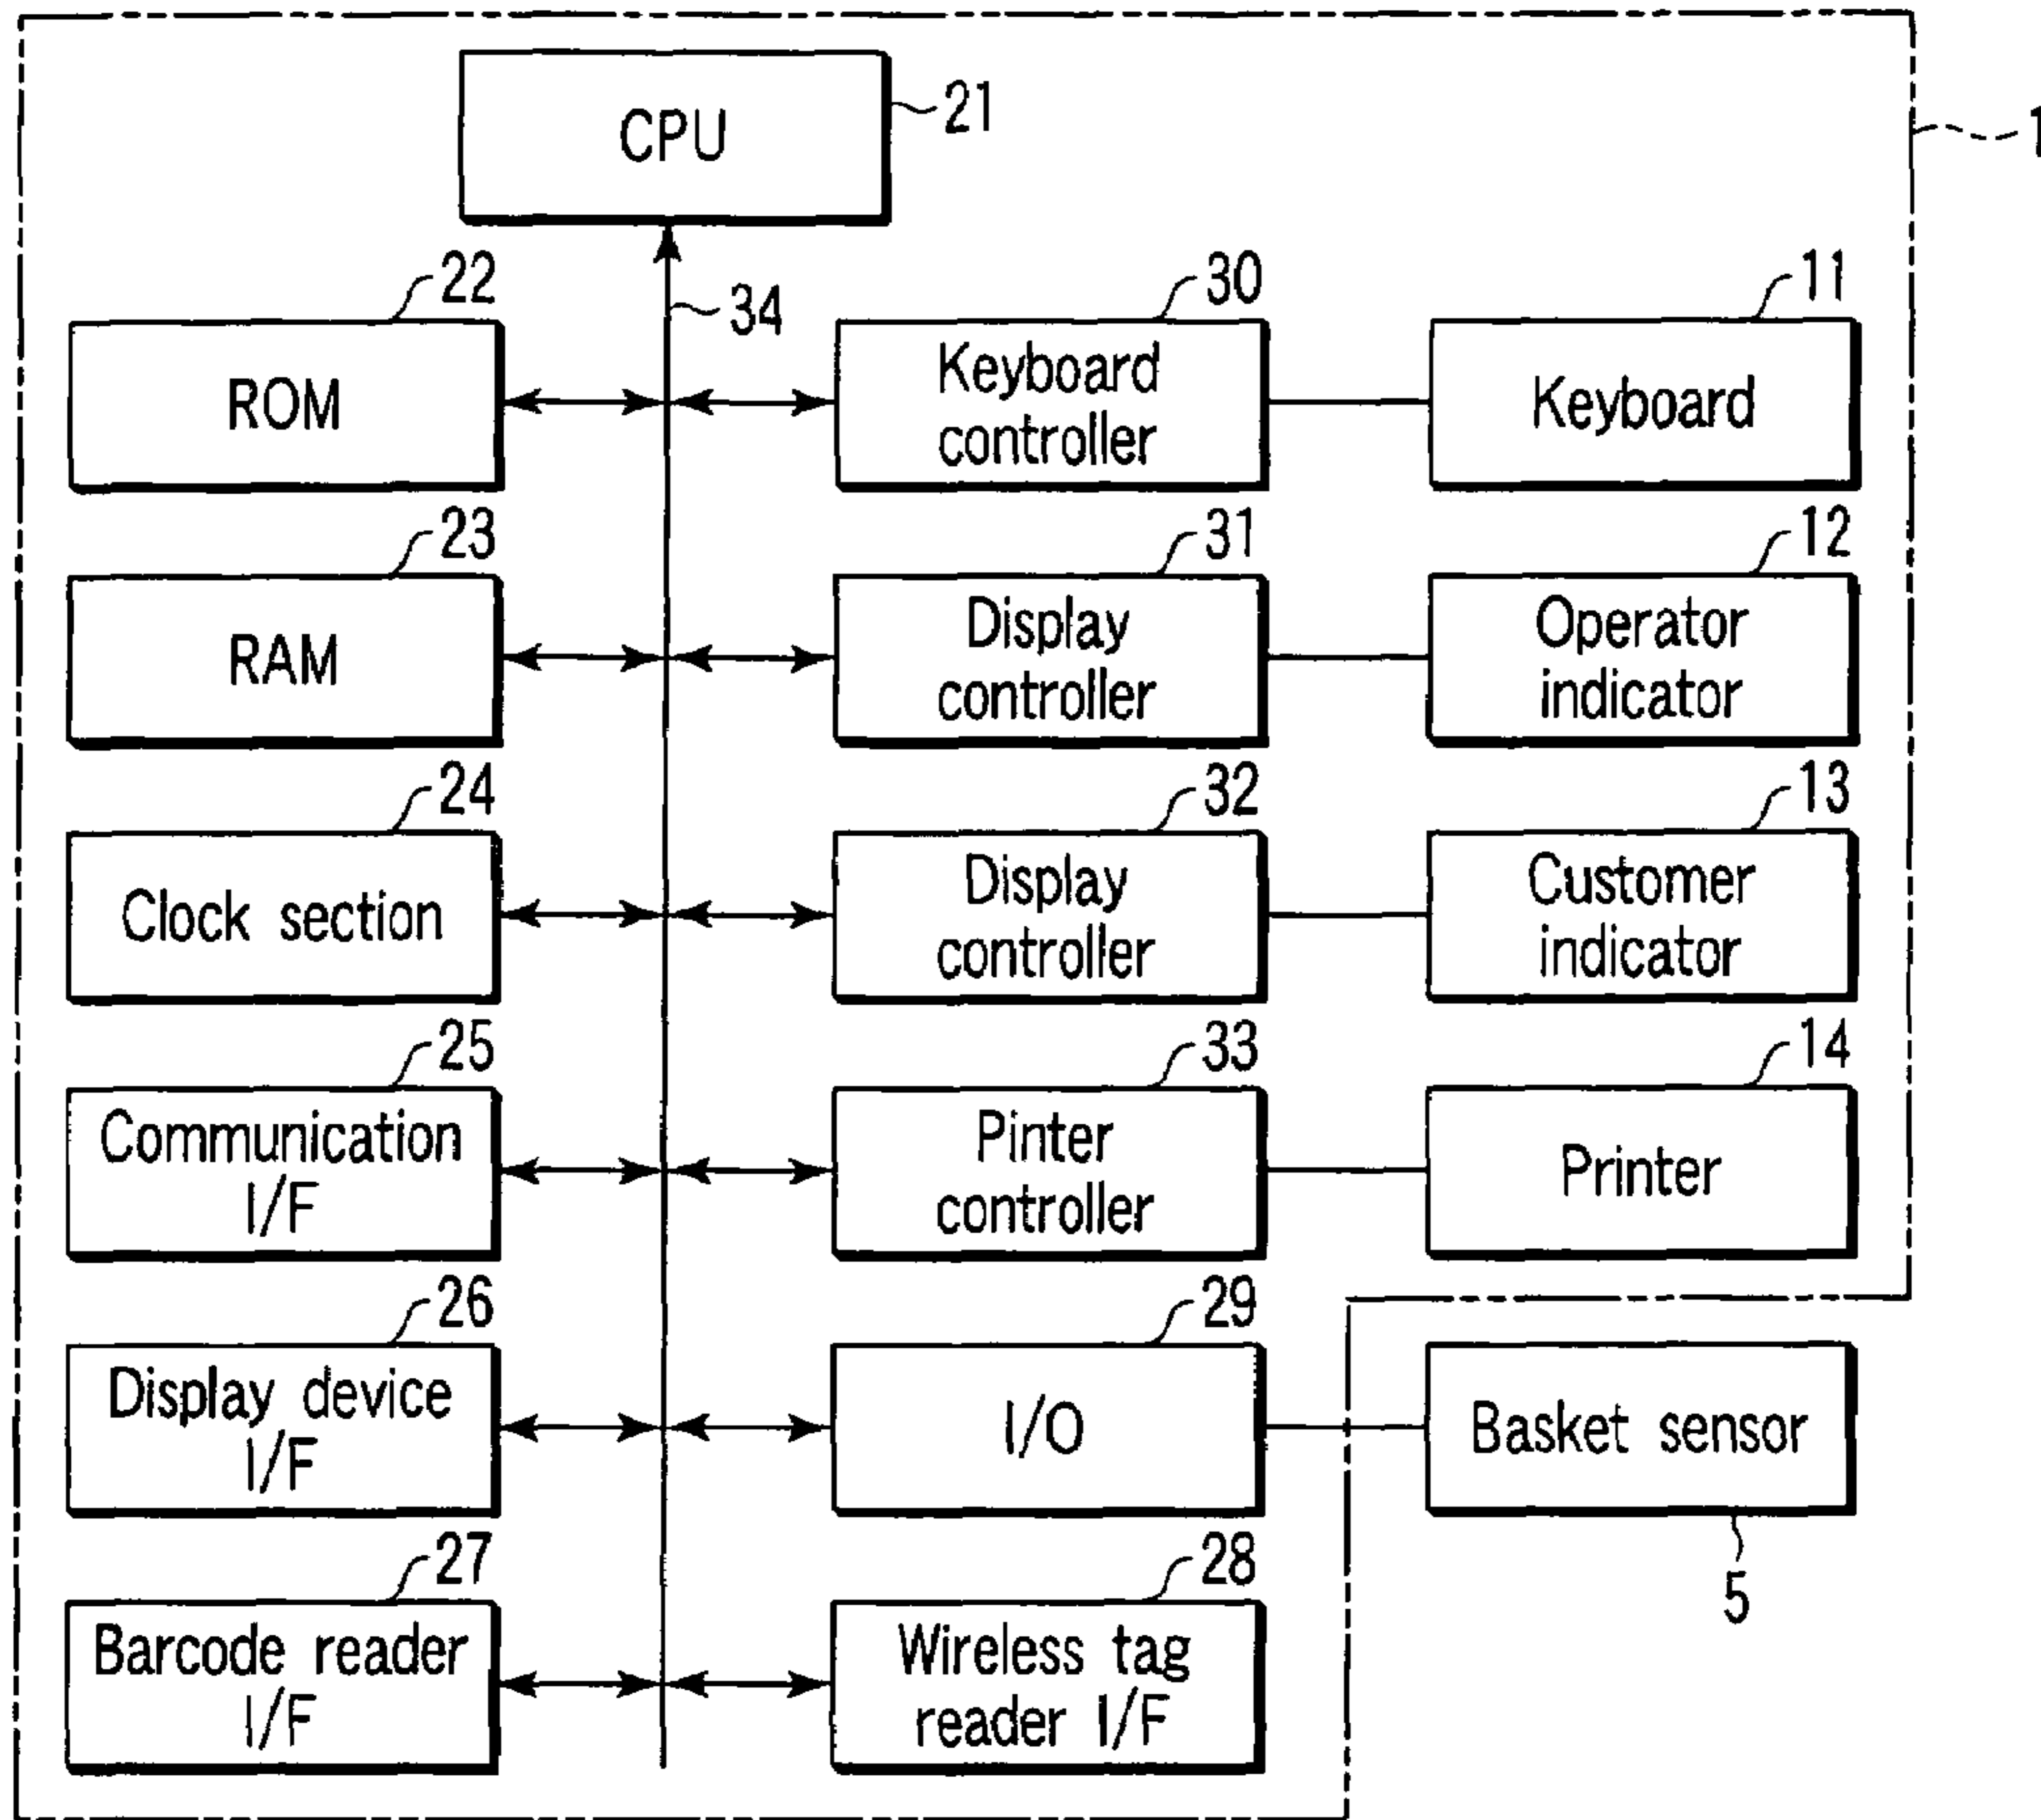 CPU
21
1
22
34
30
11
ROM
Keyboard
controller
Keyboard
23
31
12
RAM
Display
controller
Operator
indicator
24
32
13
Clock section
Display
controller
Customer
indicator
25
33
14
Communication
I/F
Pinter
controller
Printer
26
29
Display device
I/F
I/O
Basket sensor
5
27
28
Barcode reader
I/F
Wireless tag
reader I/F